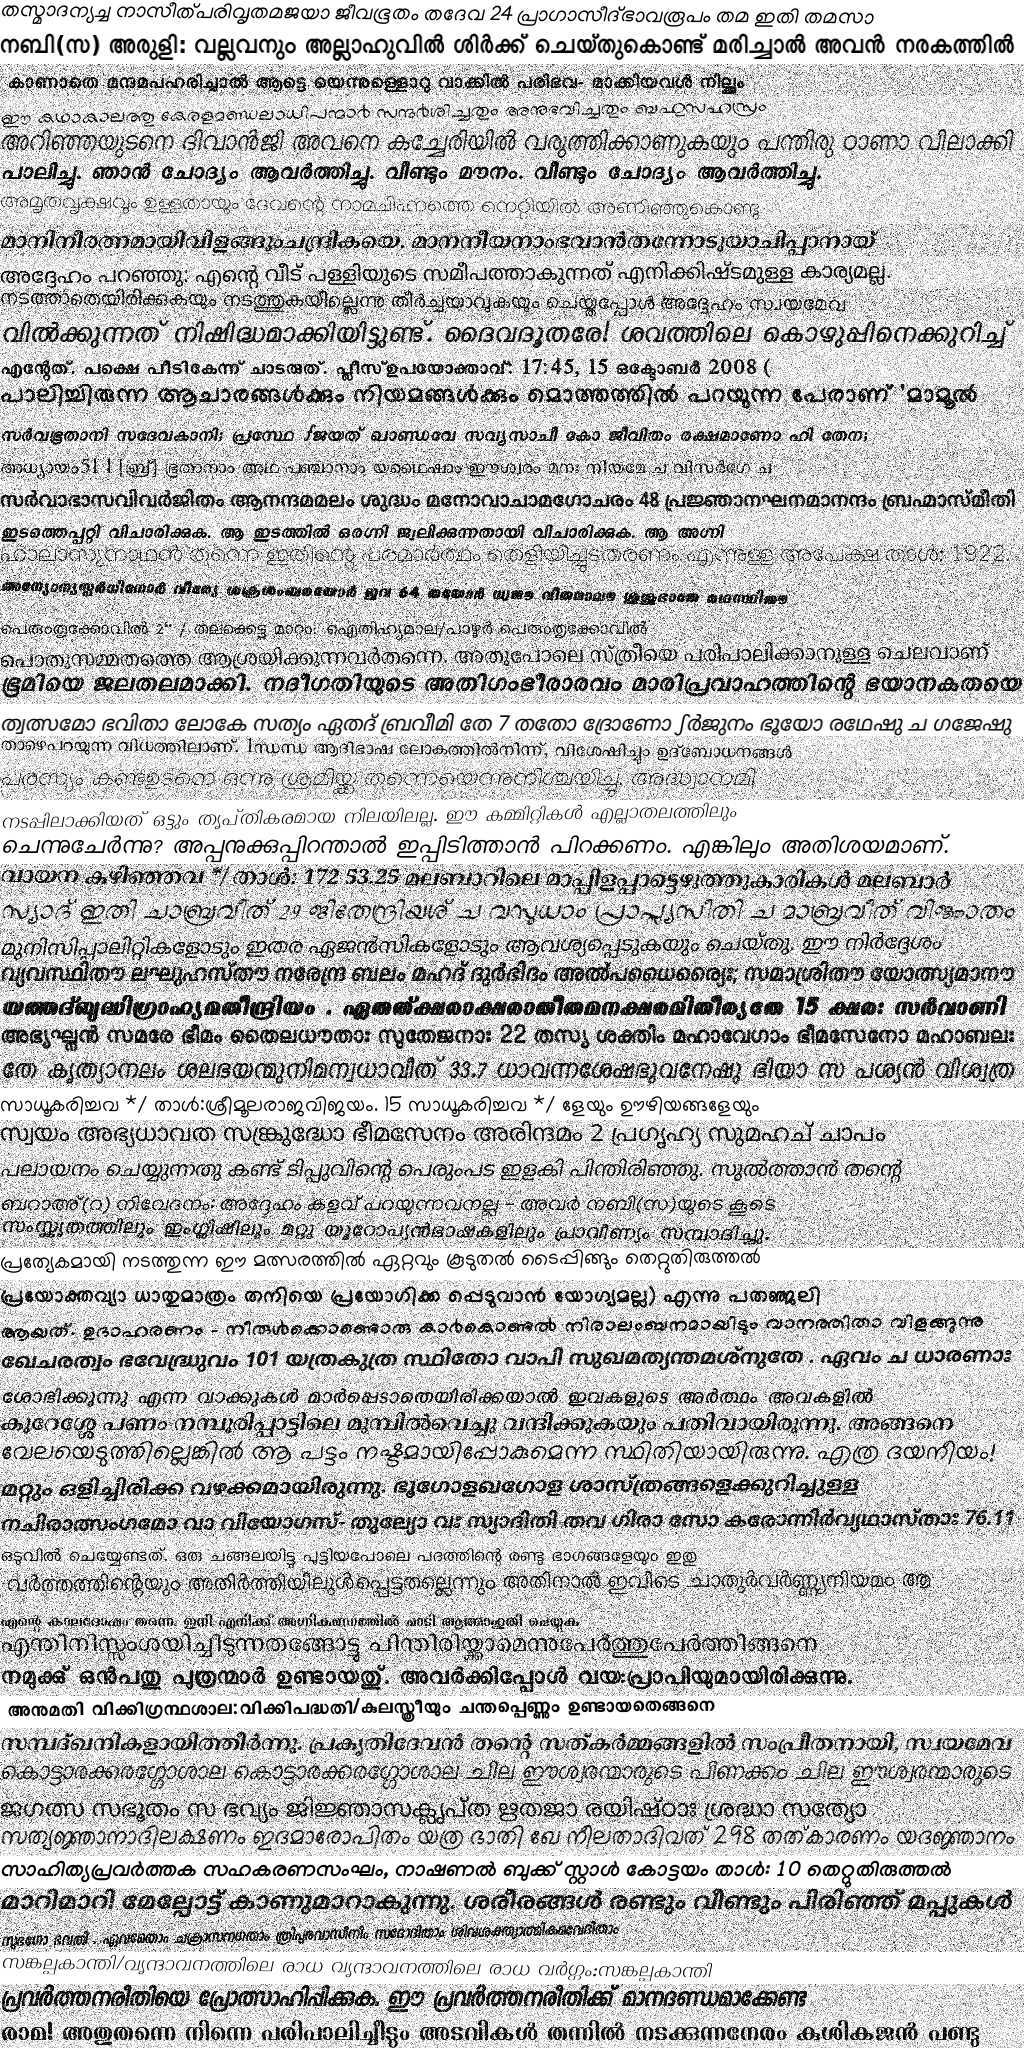 തസ്മാദന്യച്ച നാസീത്പരിവൃതമജയാ ജീവഭൂതം തദേവ 24 പ്രാഗാസീദ്ഭാവരൂപം തമ ഇതി തമസാ
നബി(സ) അരുളി: വല്ലവനും അല്ലാഹുവിൽ ശിർക്ക് ചെയ്തുകൊണ്ട് മരിച്ചാൽ അവൻ നരകത്തിൽ
കാണാതെ മന്ദമപഹരിച്ചാൽ ആട്ടെ യെന്നുള്ളൊറു വാക്കിൽ പരിഭവ- മാക്കിയവൾ നില്ലും
ഈ കഥാകാലത്തു കേരളമണ്ഡലാധിപന്മാർ സന്ദർശിച്ചതും അനുഭവിച്ചതും ബഹുസഹസ്രം
അറിഞ്ഞയുടനെ ദിവാൻജി അവനെ കച്ചേരിയിൽ വരുത്തിക്കാണുകയും പന്തിരു ഠാണാ വിലാക്കി
പാലിച്ചു. ഞാൻ ചോദ്യം ആവർത്തിച്ചു. വീണ്ടും മൗനം. വീണ്ടും ചോദ്യം ആവർത്തിച്ചു.
അമൃതവൃക്ഷവും ഉള്ളതായും ദേവന്റെ നാമചിഹ്നത്തെ നെറ്റിയിൽ അണിഞ്ഞുകൊണ്ടു
മാനിനീരത്നമായിവിളങ്ങുംചന്ദ്രികയെ. മാനനീയനാംഭവാൻതന്നോടുയാചിപ്പാനായ്
അദ്ദേഹം പറഞ്ഞു: എന്റെ വീട് പള്ളിയുടെ സമീപത്താകുന്നത് എനിക്കിഷ്ടമുള്ള കാര്യമല്ല.
നടത്താതെയിരിക്കുകയും നടത്തുകയില്ലെന്നു തീർച്ചയാവുകയും ചെയ്തപ്പോൾ അദ്ദേഹം സ്വയമേവ
വിൽക്കുന്നത് നിഷിദ്ധമാക്കിയിട്ടുണ്ട്. ദൈവദൂതരേ! ശവത്തിലെ കൊഴുപ്പിനെക്കുറിച്ച്
എന്റേത്. പക്ഷെ പീടികേന്ന് ചാടരുത്. പ്ലീസ് ഉപയോക്താവ്: 17:45, 15 ഒക്ടോബർ 2008 (
പാലിച്ചിരുന്ന ആചാരങ്ങൾക്കും നിയമങ്ങൾക്കും മൊത്തത്തിൽ പറയുന്ന പേരാണ് 'മാമൂൽ
സർവഭൂതാനി സദേവകാനി; പ്രസ്ഥേ ഽജയത് ഖാണ്ഡവേ സവ്യസാചീ കോ ജീവിതം രക്ഷമാണോ ഹി തേന;
അധ്യായം511 [ബ്ര്] ഭൂതാനാം അഥ പഞ്ചാനാം യഥൈഷാം ഈശ്വരം മനഃ നിയമേ ച വിസർഗേ ച
സർവാഭാസവിവർജിതം ആനന്ദമമലം ശുദ്ധം മനോവാചാമഗോചരം 48 പ്രജ്ഞാനഘനമാനന്ദം ബ്രഹ്മാസ്മീതി
ഇടത്തെപ്പറ്റി വിചാരിക്കുക. ആ ഇടത്തിൽ ഒരഗ്നി ജ്വലിക്കുന്നതായി വിചാരിക്കുക. ആ അഗ്നി
ഹാലാസ്യനാഥൻ തന്നെ ഇതിന്റെ പരമാർത്ഥം തെളിയിച്ചുതരണം എന്നുള്ള അപേക്ഷ താൾ: 1922
പെരുംതൃക്കോവിൽ 2" / തലക്കെട്ടു മാറ്റം: ഐതിഹ്യമാല/പാഴൂർ പെരുംതൃക്കോവിൽ
പൊതുസമ്മതത്തെ ആശ്രയിക്കുന്നവർതന്നെ. അതുപോലെ സ്ത്രീയെ പരിപാലിക്കാനുള്ള ചെലവാണ്
ഭൂമിയെ ജലതലമാക്കി. നദീഗതിയുടെ അതിഗംഭീരാരവം മാരിപ്രവാഹത്തിന്റെ ഭയാനകതയെ
ത്വത്സമോ ഭവിതാ ലോകേ സത്യം ഏതദ് ബ്രവീമി തേ 7 തതോ ദ്രോണോ ഽർജുനം ഭൂയോ രഥേഷു ച ഗജേഷു
താഴെപറയുന്ന വിധത്തിലാണ്. 1ന്ധന്ധ ആദിഭാഷ ലോകത്തിൽനിന്ന്, വിശേഷിച്ചും ഉദ്ബോധനങ്ങൾ
പരസ്യം കണ്ടഉടനെ ഒന്നു ശ്രമിയ്ക്ക തന്നെയെന്നുനിശ്ചയിച്ചു. അദ്ധ്വാനമി
നടപ്പിലാക്കിയത് ഒട്ടും തൃപ്തികരമായ നിലയിലല്ല. ഈ കമ്മിറ്റികൾ എല്ലാതലത്തിലും
ചെന്നുചേർന്നു? അപ്പനുക്കുപ്പിറന്താൽ ഇപ്പിടിത്താൻ പിറക്കണം. എങ്കിലും അതിശയമാണ്.
വായന കഴിഞ്ഞവ */ താൾ: 172 53.25 മലബാറിലെ മാപ്പിളപ്പാട്ടെഴുത്തുകാരികൾ മലബാർ
സ്യാദ് ഇതി ചാബ്രവീത് 29 ജിതേന്ദ്രിയശ് ച വസുധാം പ്രാപ്സ്യസീതി ച മാബ്രവീത് വിജ്ഞാതം
മുനിസിപ്പാലിറ്റികളോടും ഇതര ഏജൻസികളോടും ആവശ്യപ്പെടുകയും ചെയ്തു. ഈ നിർദ്ദേശം
വ്യവസ്ഥിതൗ ലഘുഹസ്തൗ നരേന്ദ്ര ബലം മഹദ് ദുർഭിദം അൽപധൈര്യൈഃ; സമാശ്രിതൗ യോത്സ്യമാനൗ
യത്തദ്ബുദ്ധിഗ്രാഹ്യമതീന്ദ്രിയം . ഏതത്ക്ഷരാക്ഷരാതീതമനക്ഷരമിതീര്യതേ 15 ക്ഷരഃ സർവാണി
അഭ്യഘ്നൻ സമരേ ഭീമം തൈലധൗതാഃ സുതേജനാഃ 22 തസ്യ ശക്തിം മഹാവേഗാം ഭീമസേനോ മഹാബലഃ
തേ കൃത്യാനലം ശലഭയന്മുനിമന്വധാവീത് 33.7 ധാവന്നശേഷഭുവനേഷു ഭിയാ സ പശ്യൻ വിശ്വത്ര
സാധൂകരിച്ചവ */ താൾ:ശ്രീമൂലരാജവിജയം. 15 സാധൂകരിച്ചവ */ ളേയും ഊഴിയങ്ങളേയും
സ്വയം അഭ്യധാവത സങ്ക്രുദ്ധോ ഭീമസേനം അരിന്ദമം 2 പ്രഗൃഹ്യ സുമഹച് ചാപം
പലായനം ചെയ്യുന്നതു കണ്ട് ടിപ്പുവിന്റെ പെരുംപട ഇളകി പിന്തിരിഞ്ഞു. സുൽത്താൻ തന്റെ
ബറാഅ്(റ) നിവേദനം: അദ്ദേഹം കളവ് പറയുന്നവനല്ല - അവർ നബി(സ)യുടെ കൂടെ
സംസ്കൃതത്തിലും ഇംഗ്ലീഷിലും മറ്റു യൂറോപ്യൻഭാഷകളിലും പ്രാവീണ്യം സമ്പാദിച്ചു.
പ്രത്യേകമായി നടത്തുന്ന ഈ മത്സരത്തിൽ ഏറ്റവും കൂടുതൽ ടൈപ്പിങ്ങും തെറ്റുതിരുത്തൽ
പ്രയോക്തവ്യാ ധാതുമാത്രം തനിയെ പ്രയോഗിക്ക പ്പെടുവാൻ യോഗ്യമല്ല) എന്നു പതഞ്ജലി
ആയത്. ഉദാഹരണം - നീരുൾക്കൊണ്ടൊരു കാർകൊണ്ടൽ നിരാലംബനമായിടും വാനത്തിതാ വിളങ്ങുന്നു
ഖേചരത്വം ഭവേദ്ധ്രുവം 101 യത്രകുത്ര സ്ഥിതോ വാപി സുഖമത്യന്തമശ്നുതേ . ഏവം ച ധാരണാഃ
ശോഭിക്കുന്നു എന്ന വാക്കുകൾ മാർപ്പെടാതെയിരിക്കയാൽ ഇവകളുടെ അർത്ഥം അവകളിൽ
കുറേശ്ശേ പണം നമ്പൂരിപ്പാട്ടിലെ മുമ്പിൽവെച്ചു വന്ദിക്കുകയും പതിവായിരുന്നു. അങ്ങനെ
വേലയെടുത്തില്ലെങ്കിൽ ആ പട്ടം നഷ്ടമായിപ്പോകുമെന്ന സ്ഥിതിയായിരുന്നു. എത്ര ദയനീയം!
മറ്റും ഒളിച്ചിരിക്ക വഴക്കമായിരുന്നു. ഭൂഗോളഖഗോള ശാസ്ത്രങ്ങളെക്കുറിച്ചുള്ള
നചിരാത്സംഗമോ വാ വിയോഗസ്- തുല്യോ വഃ സ്യാദിതി തവ ഗിരാ സോ കരോന്നിർവ്യഥാസ്താഃ 76.11
ഒടുവിൽ ചെയ്യേണ്ടത്. ഒരു ചങ്ങലയിട്ടു പൂട്ടിയപോലെ പദത്തിന്റെ രണ്ടു ഭാഗങ്ങളേയും ഇതു
വർത്തത്തിന്റെയും അതിർത്തിയിലുൾപ്പെട്ടതല്ലെന്നും അതിനാൽ ഇവിടെ ചാതുർവർണ്ണ്യനിയമം ആ
എന്റെ കാലദോഷം തന്നെ. ഇനി എനിക്ക് അഗ്നികുണ്ഡത്തിൽ ചാടി ആത്മാഹുതി ചെയ്യുക
എന്തിനിസ്സംശയിച്ചിടുന്നതങ്ങോട്ടു പിന്തിരിയ്ക്കാമെന്നുപേർത്തുപേർത്തിങ്ങനെ
നമുക്കു് ഒൻപതു പുത്രന്മാർ ഉണ്ടായതു്. അവർക്കിപ്പോൾ വയഃപ്രാപ്തിയുമായിരിക്കുന്നു.
അനുമതി വിക്കിഗ്രന്ഥശാല:വിക്കിപദ്ധതി/കുലസ്ത്രീയും ചന്തപ്പെണ്ണും ഉണ്ടായതെങ്ങനെ
സമ്പദ്ഖനികളായിത്തീർന്നു. പ്രകൃതിദേവൻ തന്റെ സത്കർമ്മങ്ങളിൽ സംപ്രീതനായി, സ്വയമേവ
കൊട്ടാരക്കരഗ്ഗോശാല കൊട്ടാരക്കരഗ്ഗോശാല ചില ഈശ്വരന്മാരുടെ പിണക്കം ചില ഈശ്വരന്മാരുടെ
ജഗത്സ സഭൂതം സ ഭവ്യം ജിജ്ഞാസക്ലൃപ്ത ഋതജാ രയിഷ്ഠാഃ ശ്രദ്ധാ സത്യോ
സത്യജ്ഞാനാദിലക്ഷണം ഇദമാരോപിതം യത്ര ഭാതി ഖേ നീലതാദിവത് 298 തത്കാരണം യദജ്ഞാനം
സാഹിത്യപ്രവർത്തക സഹകരണസംഘം, നാഷണൽ ബുക്ക് സ്റ്റാൾ കോട്ടയം താൾ: 10 തെറ്റുതിരുത്തൽ
മാറിമാറി മേല്പോട്ട് കാണുമാറാകുന്നു. ശരീരങ്ങൾ രണ്ടും വീണ്ടും പിരിഞ്ഞ് മപ്പുകൾ
സുഭഗോ ഭവതി . ഏവമേതാം ചക്രാസനഗതാം ത്രിപുരവാസിനീം സദോദിതാം ശിവശക്ത്യാത്മികാമാവേദിതാം
സങ്കല്പകാന്തി/വൃന്ദാവനത്തിലെ രാധ വൃന്ദാവനത്തിലെ രാധ വർഗ്ഗം:സങ്കല്പകാന്തി
പ്രവർത്തനരീതിയെ പ്രോത്സാഹിപ്പിക്കുക. ഈ പ്രവർത്തനരീതിക്ക് മാനദണ്ഡമാക്കേണ്ട
രാമ! അതുതന്നെ നിന്നെ പരിപാലിച്ചീടും അടവികൾ തന്നിൽ നടക്കുന്നനേരം കുശികജൻ പണ്ടു